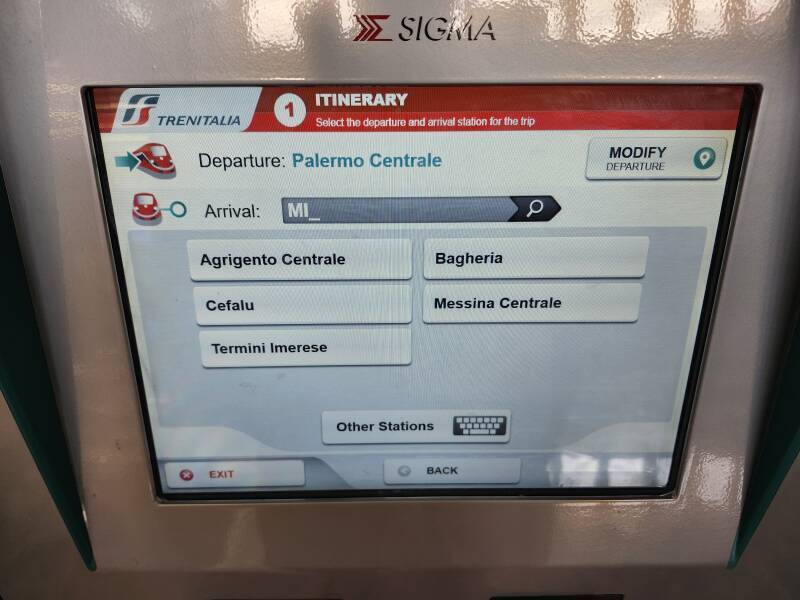 SIGMA
TRENITALIA
1 ITINERARY
Select the departure and arrival station for the trip
Departure: Palermo Centrale
MODIFY
DEPARTURE
Arrival: MI_
Agrigento Centrale
Bagheria
Cefalu
Messina Centrale
Termini Imerese
Other Stations
EXIT
BACK